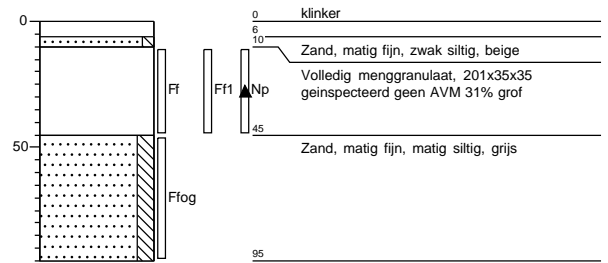 0
0
klinker
6
10
Zand, matig fijn, zwak siltig, beige
Volledig menggranulaat, 201x35x35
geinspecteerd geen AVM 31% grof
Ff
Ff1
Np
45
50
Zand, matig fijn, matig siltig, grijs
Ffog
95